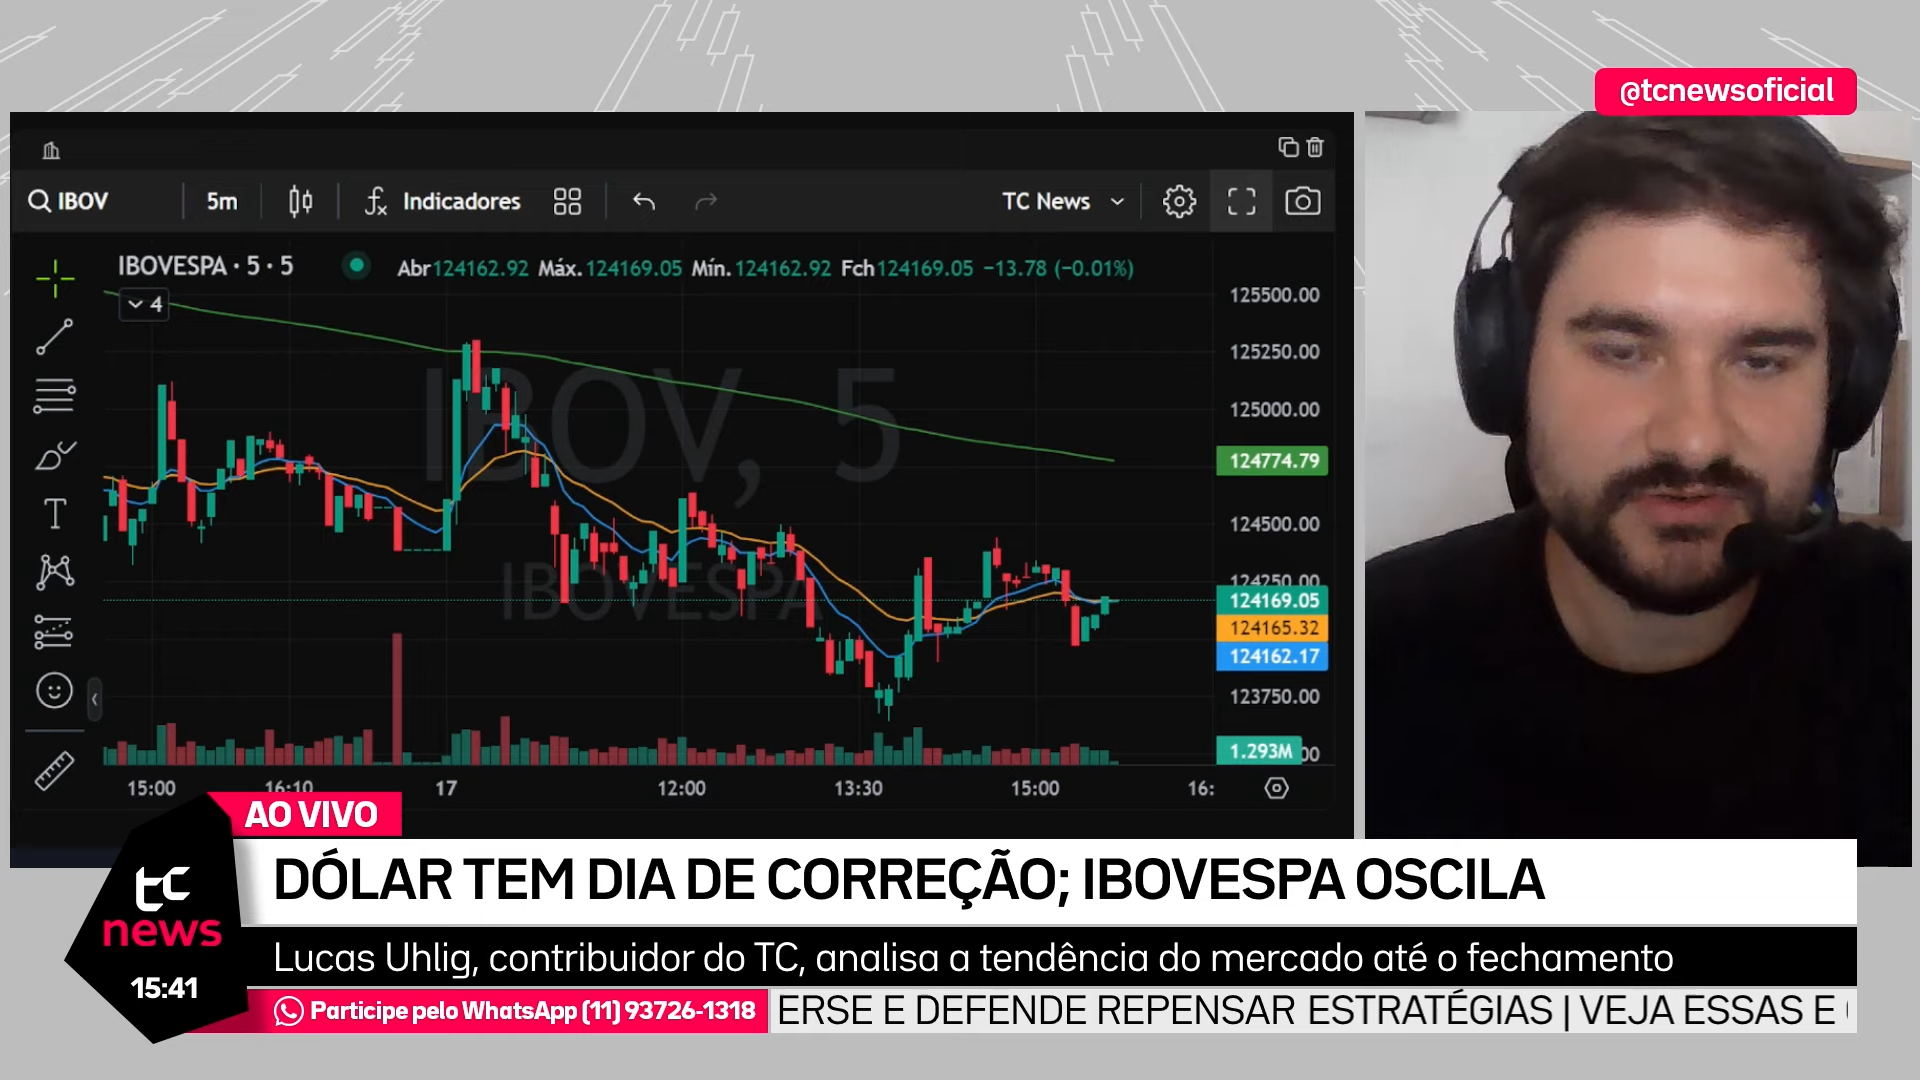 @tcnewsoficial
IBOV 5m Indicadores TC News
IBOVESPA · 5 · 5 Abr124162.92 Máx.124169.05 Mín.124162.92 Fch124169.05 −13.78 (−0.01%)
4
IBOV, 5
IBOVESPA
125500.00
125250.00
125000.00
124774.79
124500.00
124250.00
124169.05
124165.32
124162.17
123750.00
1.293M 00
15:00 16:10 17 12:00 13:30 15:00 16:
AO VIVO
tc
news
15:41
DÓLAR TEM DIA DE CORREÇÃO; IBOVESPA OSCILA
Lucas Uhlig, contribuidor do TC, analisa a tendência do mercado até o fechamento
Participe pelo WhatsApp (11) 93726-1318
ERSE E DEFENDE REPENSAR ESTRATÉGIAS | VEJA ESSAS E